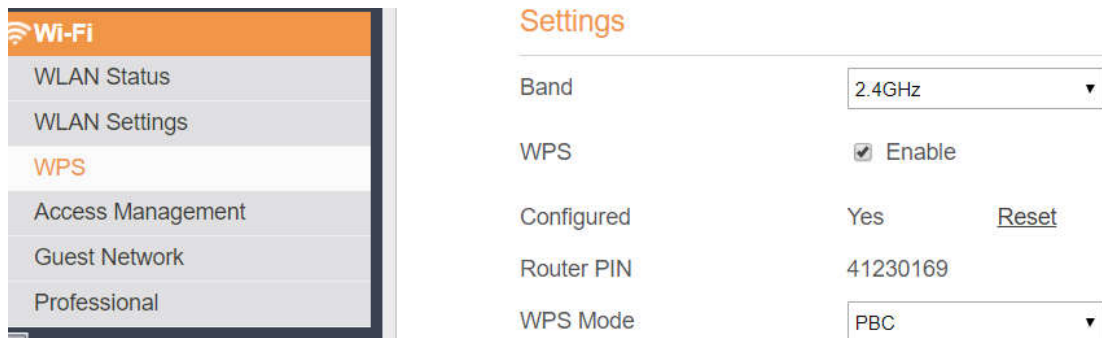 Wi-Fi
WLAN Status
WLAN Settings
WPS
Access Management
Guest Network
Professional
Settings
Band 2.4GHz
WPS Enable
Configured Yes Reset
Router PIN 41230169
WPS Mode PBC